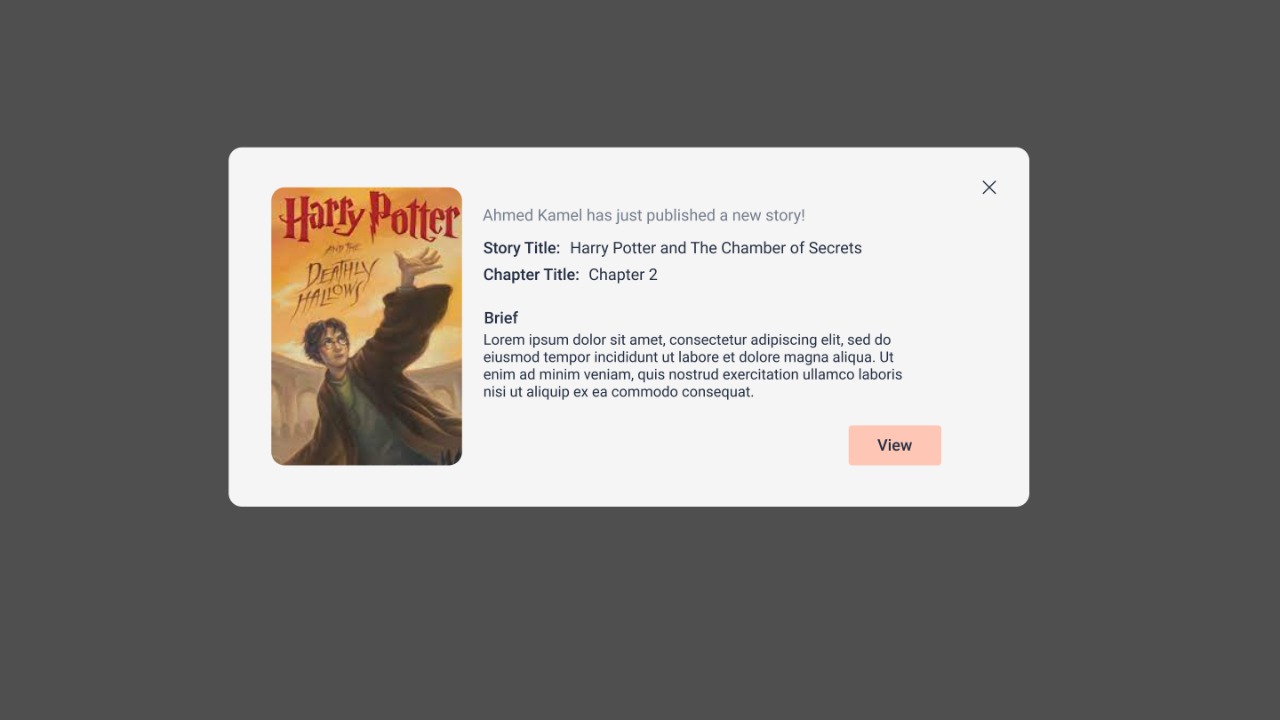 Harry Potter
AND THE
DEATHLY
HALLOWS
Ahmed Kamel has just published a new story!
Story Title: Harry Potter and The Chamber of Secrets
Chapter Title: Chapter 2
Brief
Lorem ipsum dolor sit amet, consectetur adipiscing elit, sed do
eiusmod tempor incididunt ut labore et dolore magna aliqua. Ut
enim ad minim veniam, quis nostrud exercitation ullamco laboris
nisi ut aliquip ex ea commodo consequat.
View